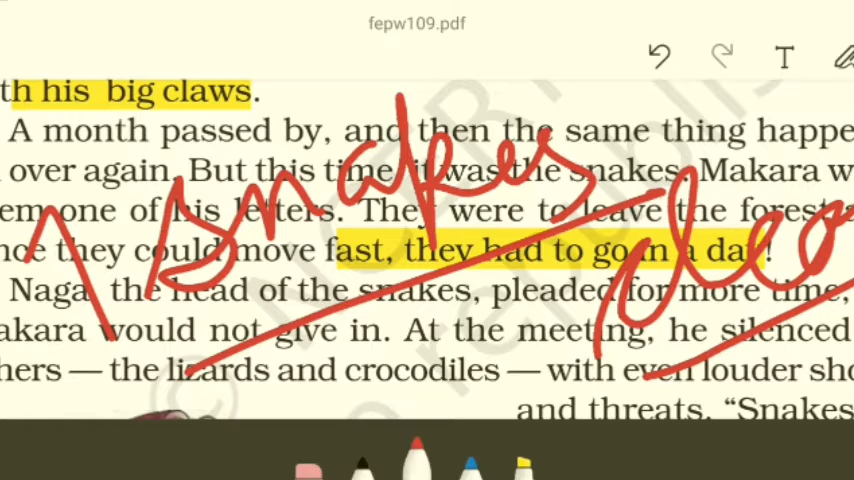 fepw109.pdf
T
th his big claws.
A month passed by, and then the same thing happe
over again. But this time, it was the snakes. Makara w
em one of his letters. They were to leave the forest
nce they could move fast, they had to go in a day!
Naga, the head of the snakes, pleaded for more time,
akara would not give in. At the meeting, he silenced
hers — the lizards and crocodiles — with even louder sho
and threats. “Snakes
snakes
© NCERT
republis